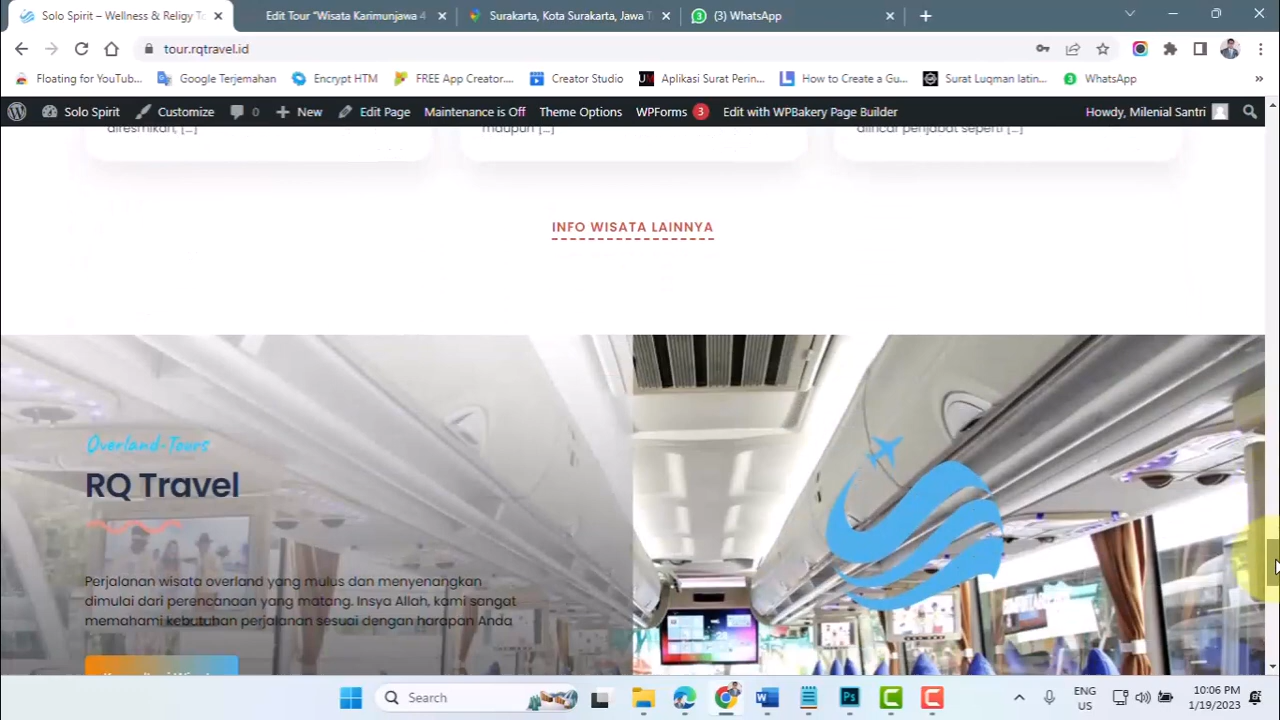 Solo Spirit – Wellness & Religy To
Edit Tour "Wisata Karimunjawa 4
Surakarta, Kota Surakarta, Jawa T
(3) WhatsApp
tour.rqtravel.id
Floating for YouTub...
Google Terjemahan
Encrypt HTM
FREE App Creator....
Creator Studio
Aplikasi Surat Perin...
How to Create a Gu...
Surat Luqman latin...
WhatsApp
»
Solo Spirit
Customize
0
New
Edit Page
Maintenance is Off
Theme Options
WPForms 3
Edit with WPBakery Page Builder
Howdy, Milenial Santri
diresmikan, [...]
maupun [...]
diincar penjabat seperti [...]
INFO WISATA LAINNYA
Overland-Tours
RQ Travel
Perjalanan wisata overland yang mulus dan menyenangkan
dimulai dari perencanaan yang matang. Insya Allah, kami sangat
memahami kebutuhan perjalanan sesuai dengan harapan Anda
Search
ENG
US
10:06 PM
1/19/2023